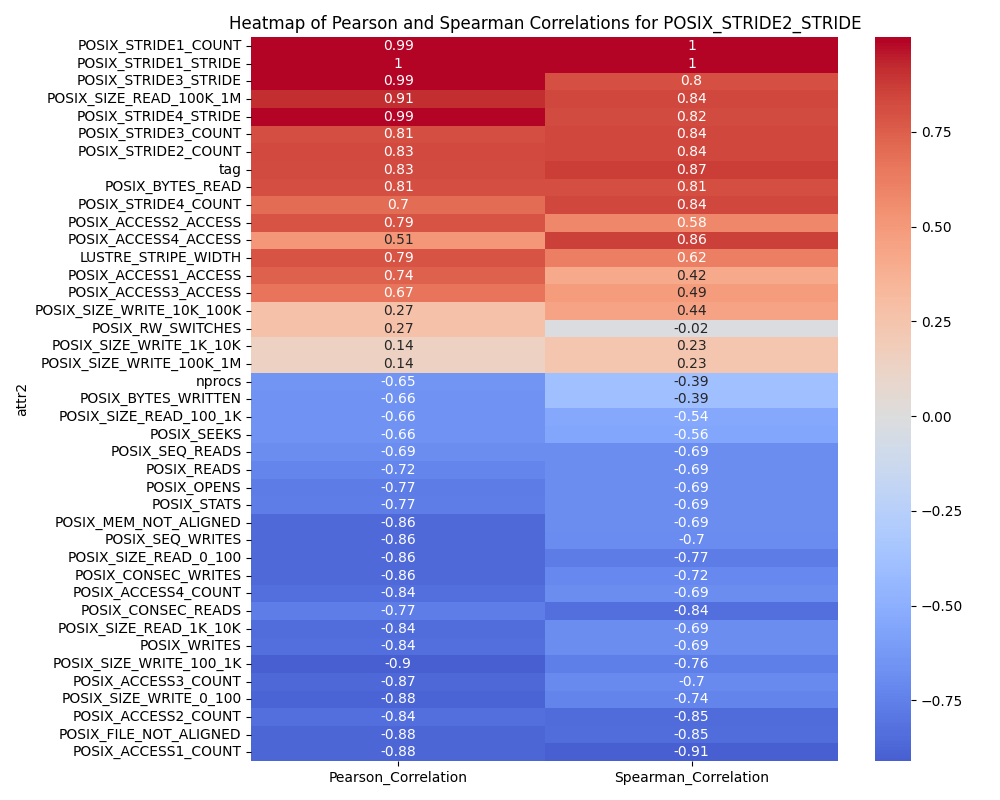 Heatmap of Pearson and Spearman Correlations for POSIX_STRIDE2_STRIDE
POSIX_STRIDE1_COUNT 0.99 1
POSIX_STRIDE1_STRIDE 1 1
POSIX_STRIDE3_STRIDE 0.99 0.8
POSIX_SIZE_READ_100K_1M 0.91 0.84
POSIX_STRIDE4_STRIDE 0.99 0.82
POSIX_STRIDE3_COUNT 0.81 0.84
POSIX_STRIDE2_COUNT 0.83 0.84
tag 0.83 0.87
POSIX_BYTES_READ 0.81 0.81
POSIX_STRIDE4_COUNT 0.7 0.84
POSIX_ACCESS2_ACCESS 0.79 0.58
POSIX_ACCESS4_ACCESS 0.51 0.86
LUSTRE_STRIPE_WIDTH 0.79 0.62
POSIX_ACCESS1_ACCESS 0.74 0.42
POSIX_ACCESS3_ACCESS 0.67 0.49
POSIX_SIZE_WRITE_10K_100K 0.27 0.44
POSIX_RW_SWITCHES 0.27 -0.02
POSIX_SIZE_WRITE_1K_10K 0.14 0.23
POSIX_SIZE_WRITE_100K_1M 0.14 0.23
nprocs -0.65 -0.39
POSIX_BYTES_WRITTEN -0.66 -0.39
POSIX_SIZE_READ_100_1K -0.66 -0.54
POSIX_SEEKS -0.66 -0.56
POSIX_SEQ_READS -0.69 -0.69
POSIX_READS -0.72 -0.69
POSIX_OPENS -0.77 -0.69
POSIX_STATS -0.77 -0.69
POSIX_MEM_NOT_ALIGNED -0.86 -0.69
POSIX_SEQ_WRITES -0.86 -0.7
POSIX_SIZE_READ_0_100 -0.86 -0.77
POSIX_CONSEC_WRITES -0.86 -0.72
POSIX_ACCESS4_COUNT -0.84 -0.69
POSIX_CONSEC_READS -0.77 -0.84
POSIX_SIZE_READ_1K_10K -0.84 -0.69
POSIX_WRITES -0.84 -0.69
POSIX_SIZE_WRITE_100_1K -0.9 -0.76
POSIX_ACCESS3_COUNT -0.87 -0.7
POSIX_SIZE_WRITE_0_100 -0.88 -0.74
POSIX_ACCESS2_COUNT -0.84 -0.85
POSIX_FILE_NOT_ALIGNED -0.88 -0.85
POSIX_ACCESS1_COUNT -0.88 -0.91
attr2
Pearson_Correlation Spearman_Correlation
0.75
0.50
0.25
0.00
−0.25
−0.50
−0.75